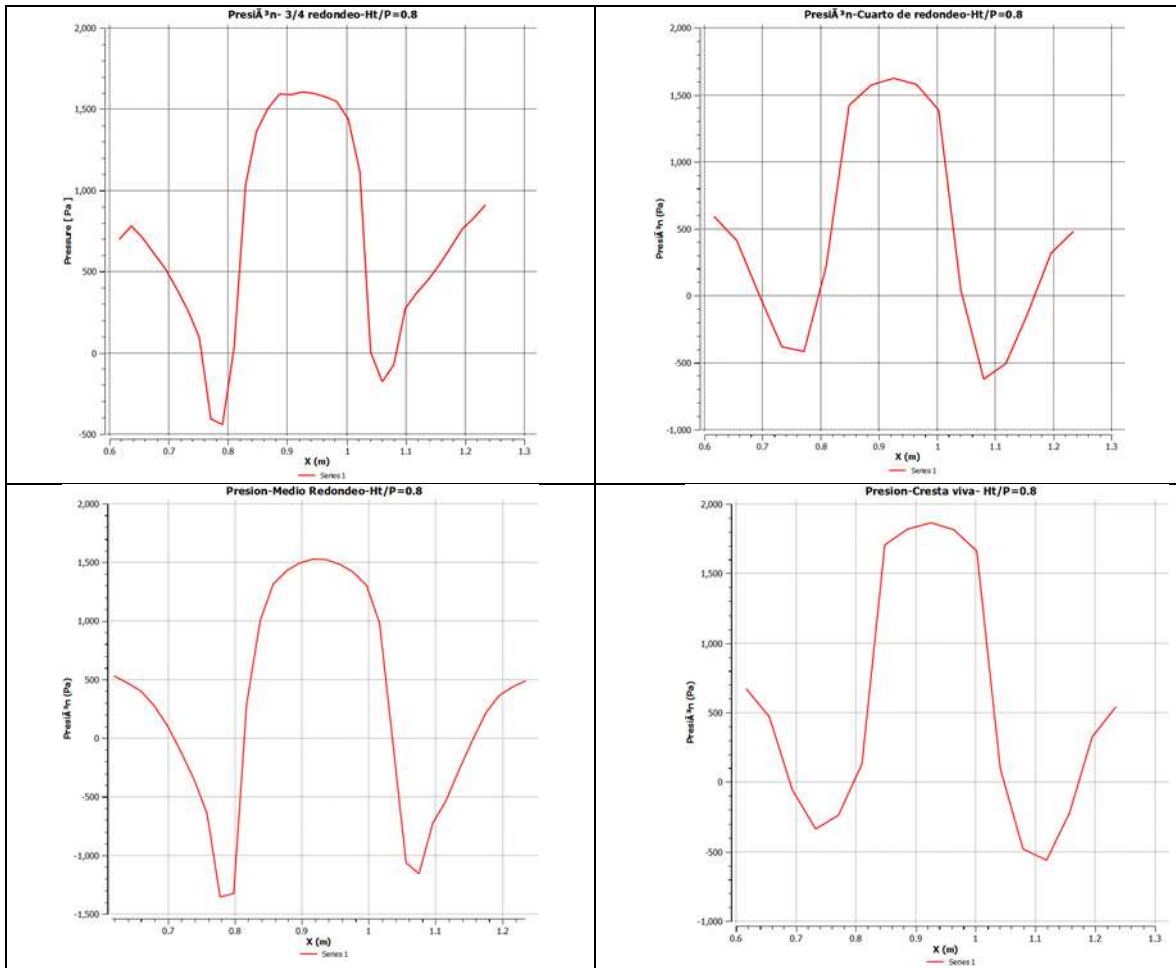 PresiÃ³n- 3/4 redondeo-Ht/P=0.8
2,000
1,500
1,000
500
0
-500
Pressure [ Pa ]
0.6 0.7 0.8 0.9 1 1.1 1.2 1.3
X (m)
Series 1
PresiÃ³n-Cuarto de redondeo-Ht/P=0.8
2,000
1,500
1,000
500
0
-500
-1,000
PresiÃ³n (Pa)
0.6 0.7 0.8 0.9 1 1.1 1.2 1.3
X (m)
Series 1
Presion-Medio Redondeo-Ht/P=0.8
2,000
1,500
1,000
500
0
-500
-1,000
-1,500
PresiÃ³n (Pa)
0.7 0.8 0.9 1 1.1 1.2
X (m)
Series 1
Presion-Cresta viva- Ht/P=0.8
2,000
1,500
1,000
500
0
-500
-1,000
PresiÃ³n (Pa)
0.6 0.7 0.8 0.9 1 1.1 1.2 1.3
X (m)
Series 1